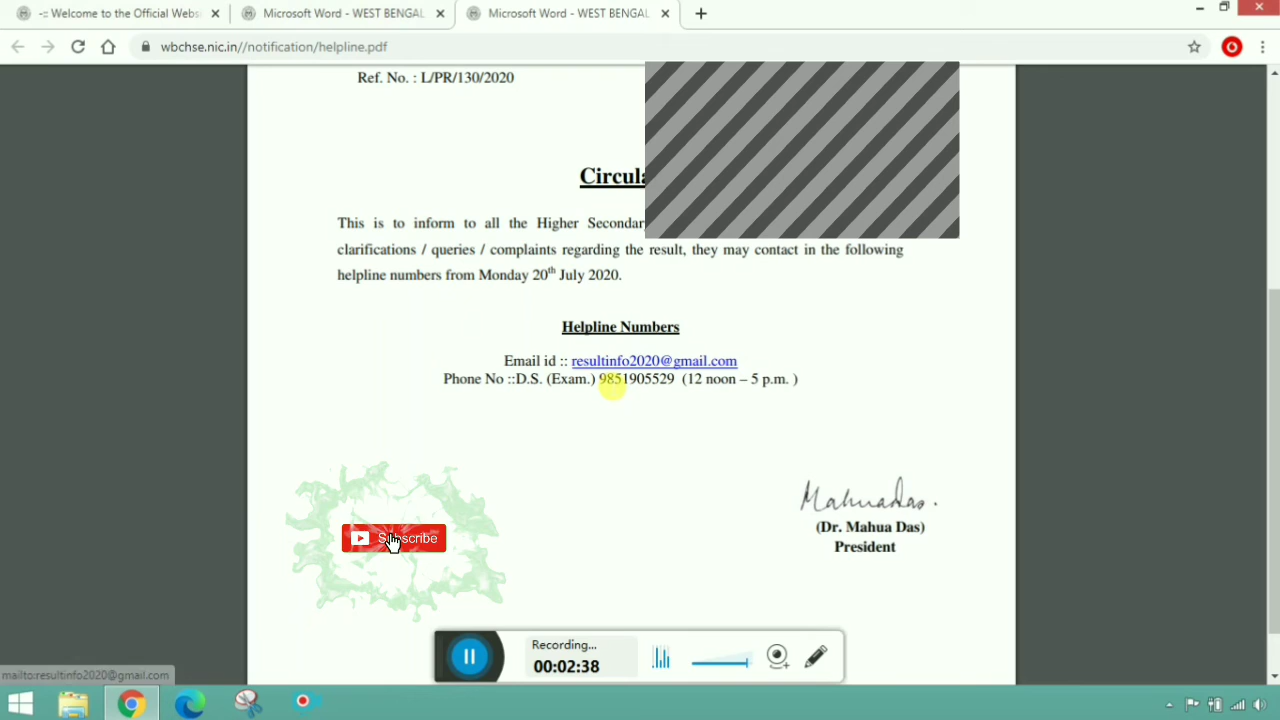 -:: Welcome to the Official Webs
Microsoft Word - WEST BENGAL
Microsoft Word - WEST BENGAL
wbchse.nic.in//notification/helpline.pdf
Ref. No. : L/PR/130/2020
Circula
This is to inform to all the Higher Secondary
clarifications / queries / complaints regarding the result, they may contact in the following
helpline numbers from Monday 20th July 2020.
Helpline Numbers
Email id :: resultinfo2020@gmail.com
Phone No ::D.S. (Exam.) 9851905529 (12 noon – 5 p.m. )
Mahua Das.
(Dr. Mahua Das)
President
Subscribe
Recording...
00:02:38
mailto:resultinfo2020@gmail.com